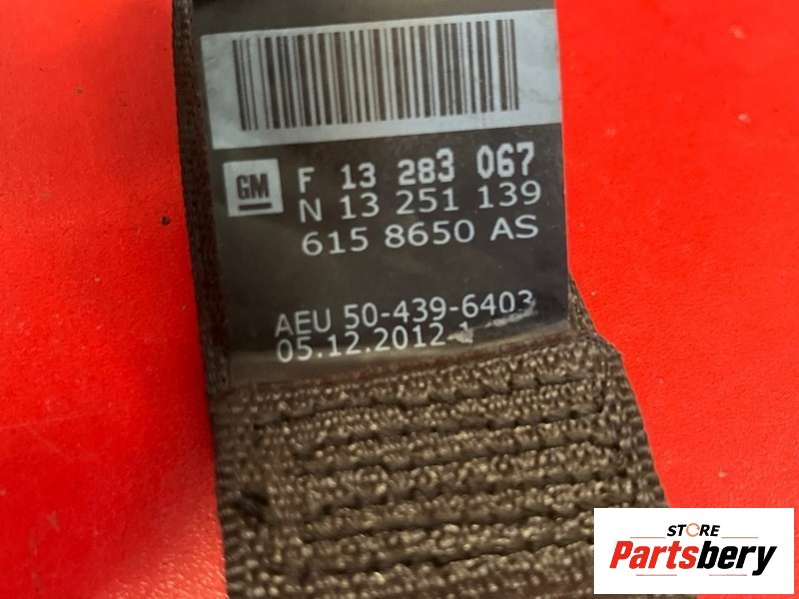 GM F 13 283 067
N 13 251 139
615 8650 AS
AEU 50-439-6403
05.12.2012
STORE
Partsbery